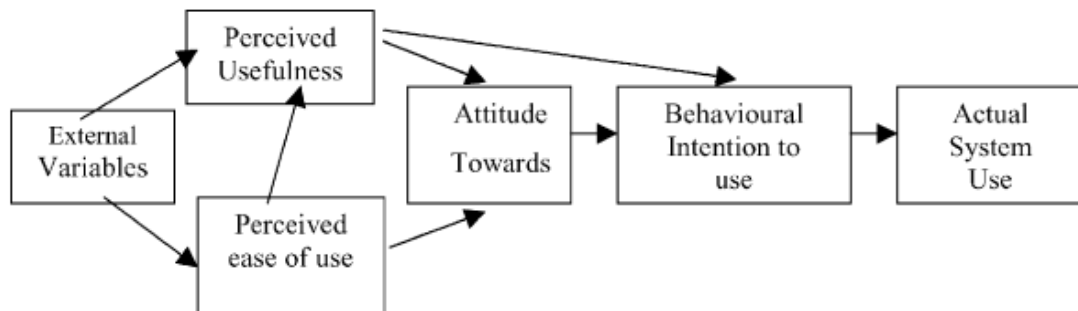 Perceived
Usefulness
External
Variables
Perceived
ease of use
Attitude
Towards
Behavioural
Intention to
use
Actual
System
Use